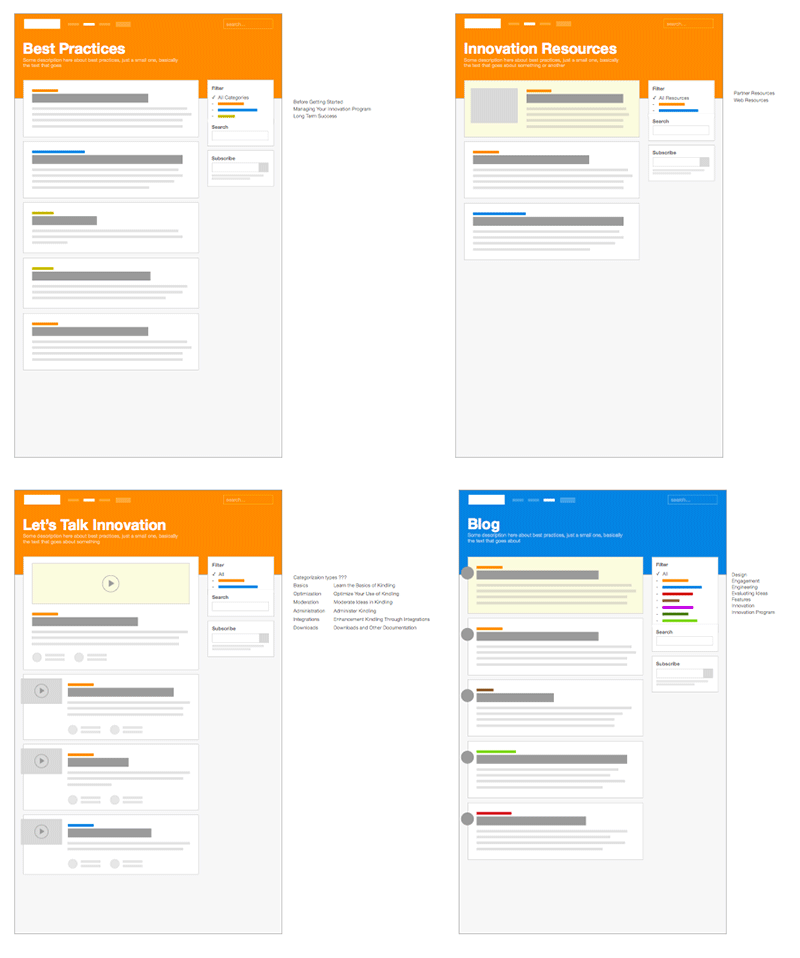 search...
Best Practices
Some description here about best practices, just a small one, basically
the text that goes
Filter
✓ All Categories
Search
Subscribe
Before Getting Started
Managing Your Innovation Program
Long Term Success
search...
Innovation Resources
Some description here about best practices, just a small one, basically
the text that goes about something or another
Filter
✓ All Resources
Search
Subscribe
Partner Resources
Web Resources
search...
Let's Talk Innovation
Some description here about best practices, just a small one, basically
the text that goes about something
Filter
✓ All
Search
Subscribe
Categorizaion types ???
Basics Learn the Basics of Kindling
Optimization Optimize Your Use of Kindling
Moderation Moderate Ideas in Kindling
Administration Administer Kindling
Integrations Enhancement Kindling Through Integrations
Downloads Downloads and Other Documentation
search...
Blog
Some description here about best practices, just a small one, basically
the text that goes about
Filter
✓ All
Search
Subscribe
Design
Engagement
Engineering
Evaluating Ideas
Features
Innovation
Innovation Program